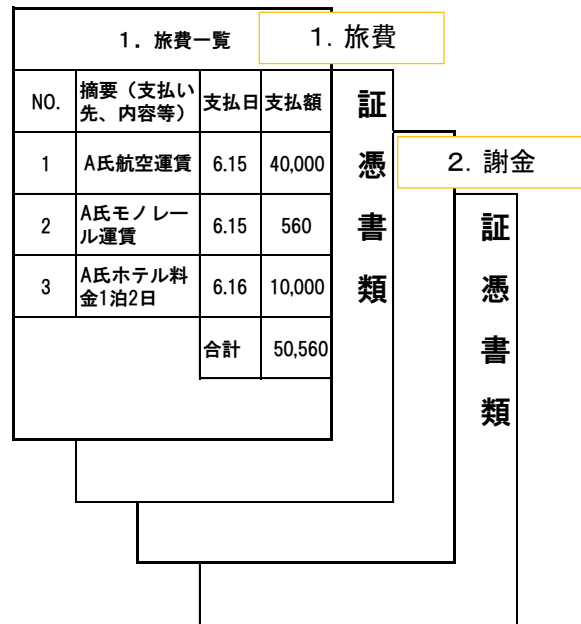 1．旅費一覧
1．旅費
NO.
摘要（支払い
先、内容等）
支払日
支払額
1
A氏航空運賃
6.15
40,000
2
A氏モノレー
ル運賃
6.15
560
3
A氏ホテル料
金1泊2日
6.16
10,000
合計
50,560
証
憑
書
類
2．謝金
証
憑
書
類